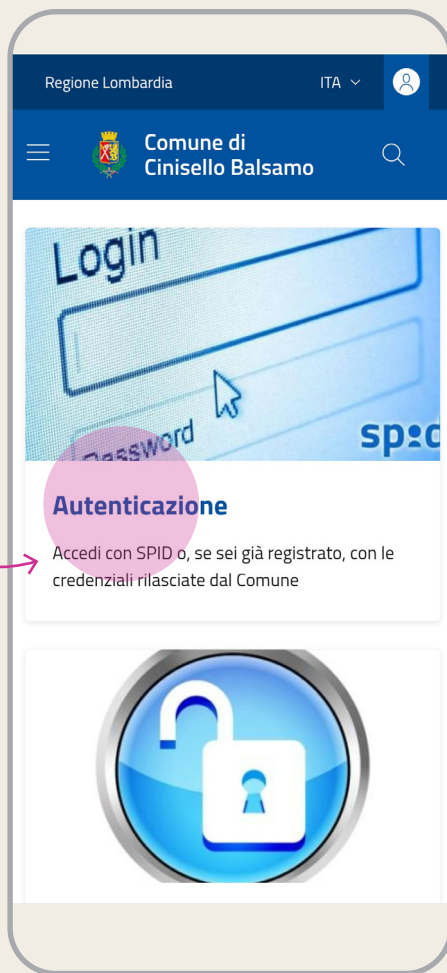 Regione Lombardia
ITA
Comune di
Cinisello Balsamo
Login
Password
spid
Autenticazione
Accedi con SPID o, se sei già registrato, con le
credenziali rilasciate dal Comune